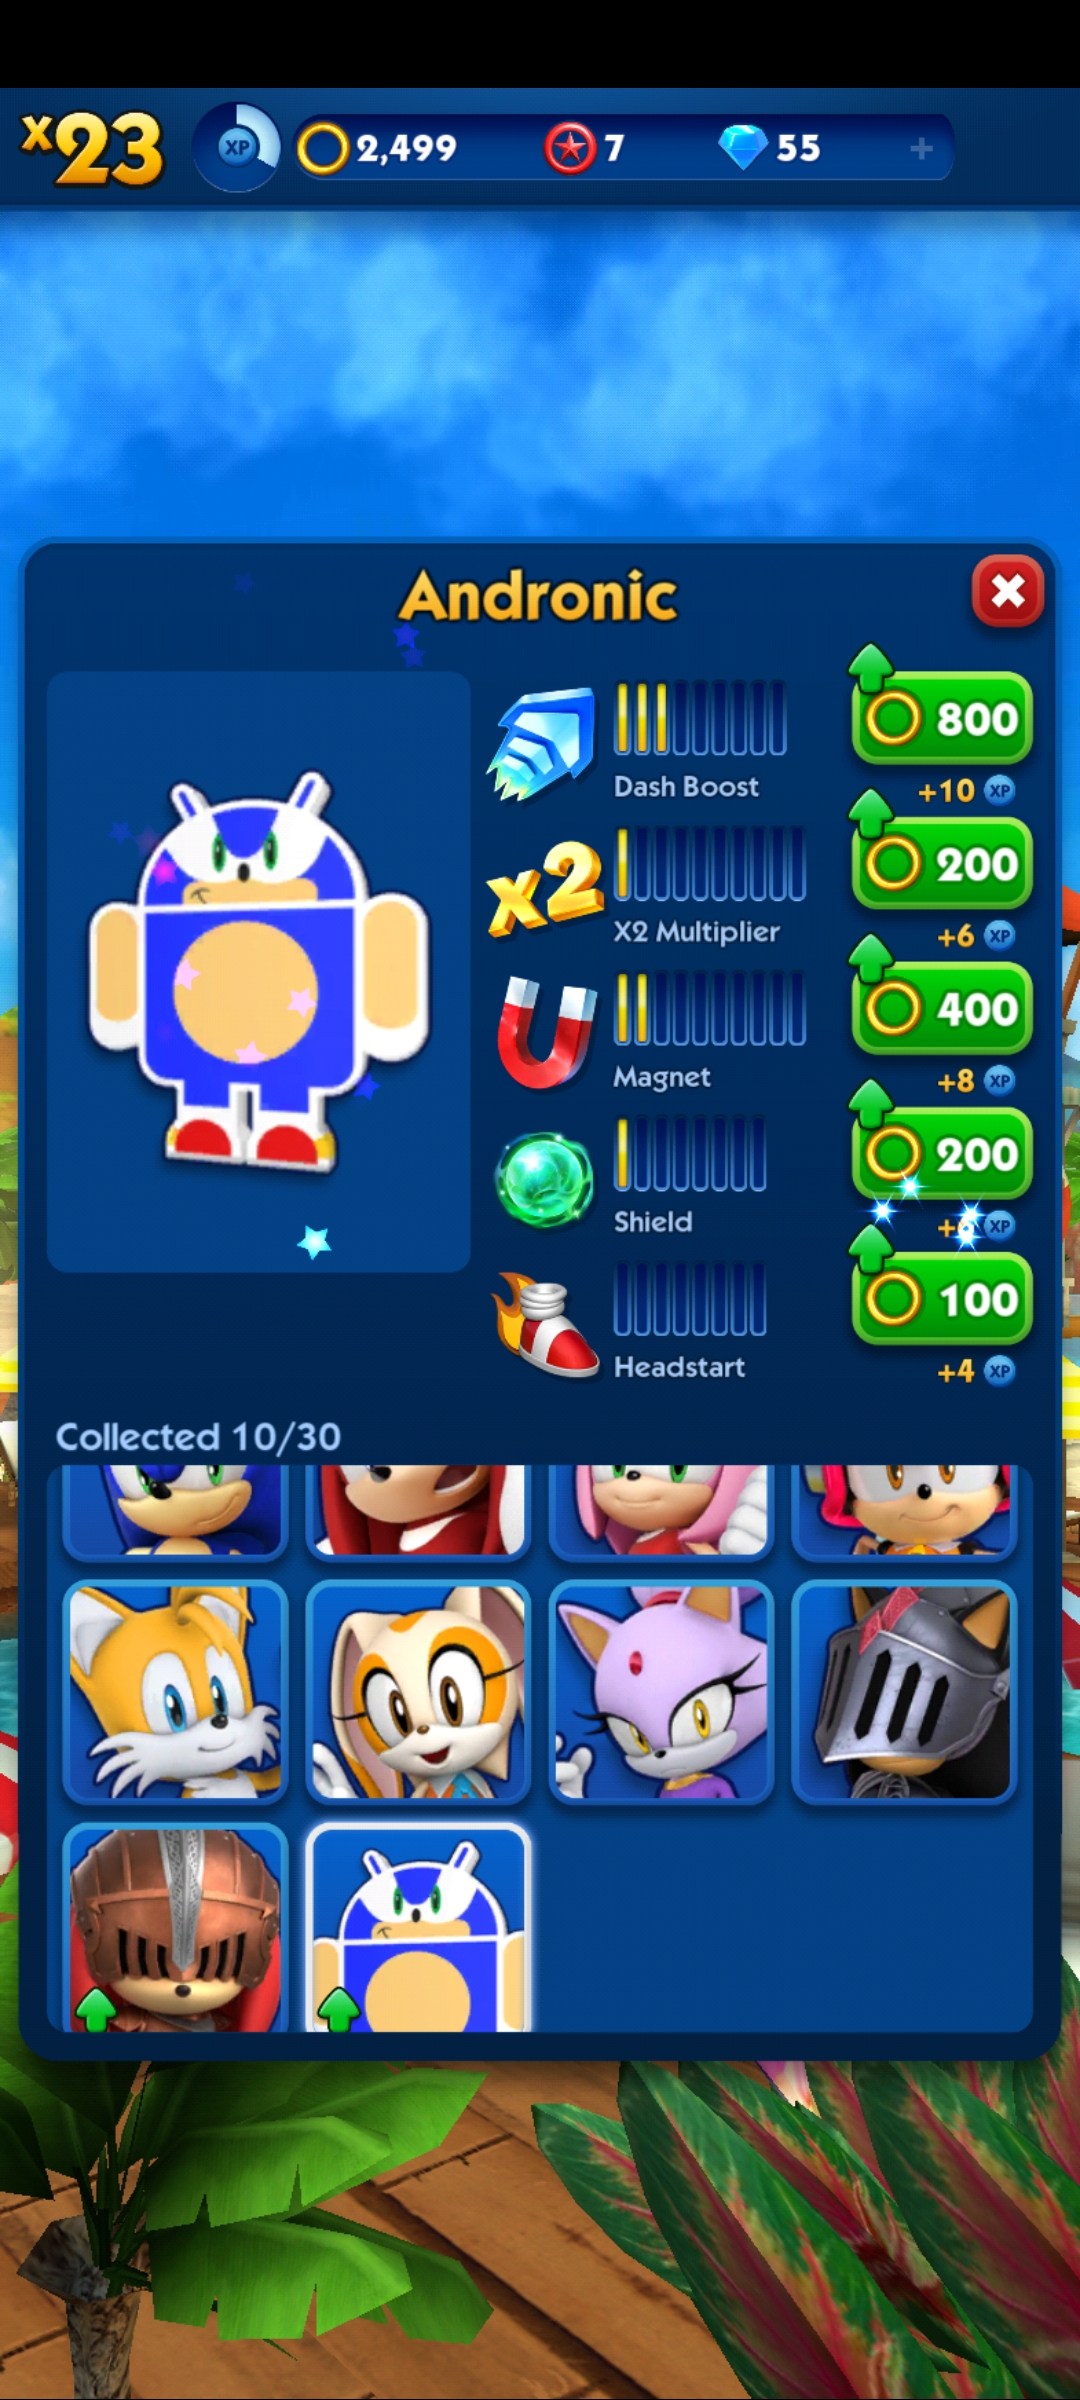 x23 XP 2,499 7 55 +
Andronic
800
Dash Boost
+10 XP
x2
200
X2 Multiplier
+6 XP
400
Magnet
+8 XP
200
Shield
+6 XP
100
Headstart
+4 XP
Collected 10/30